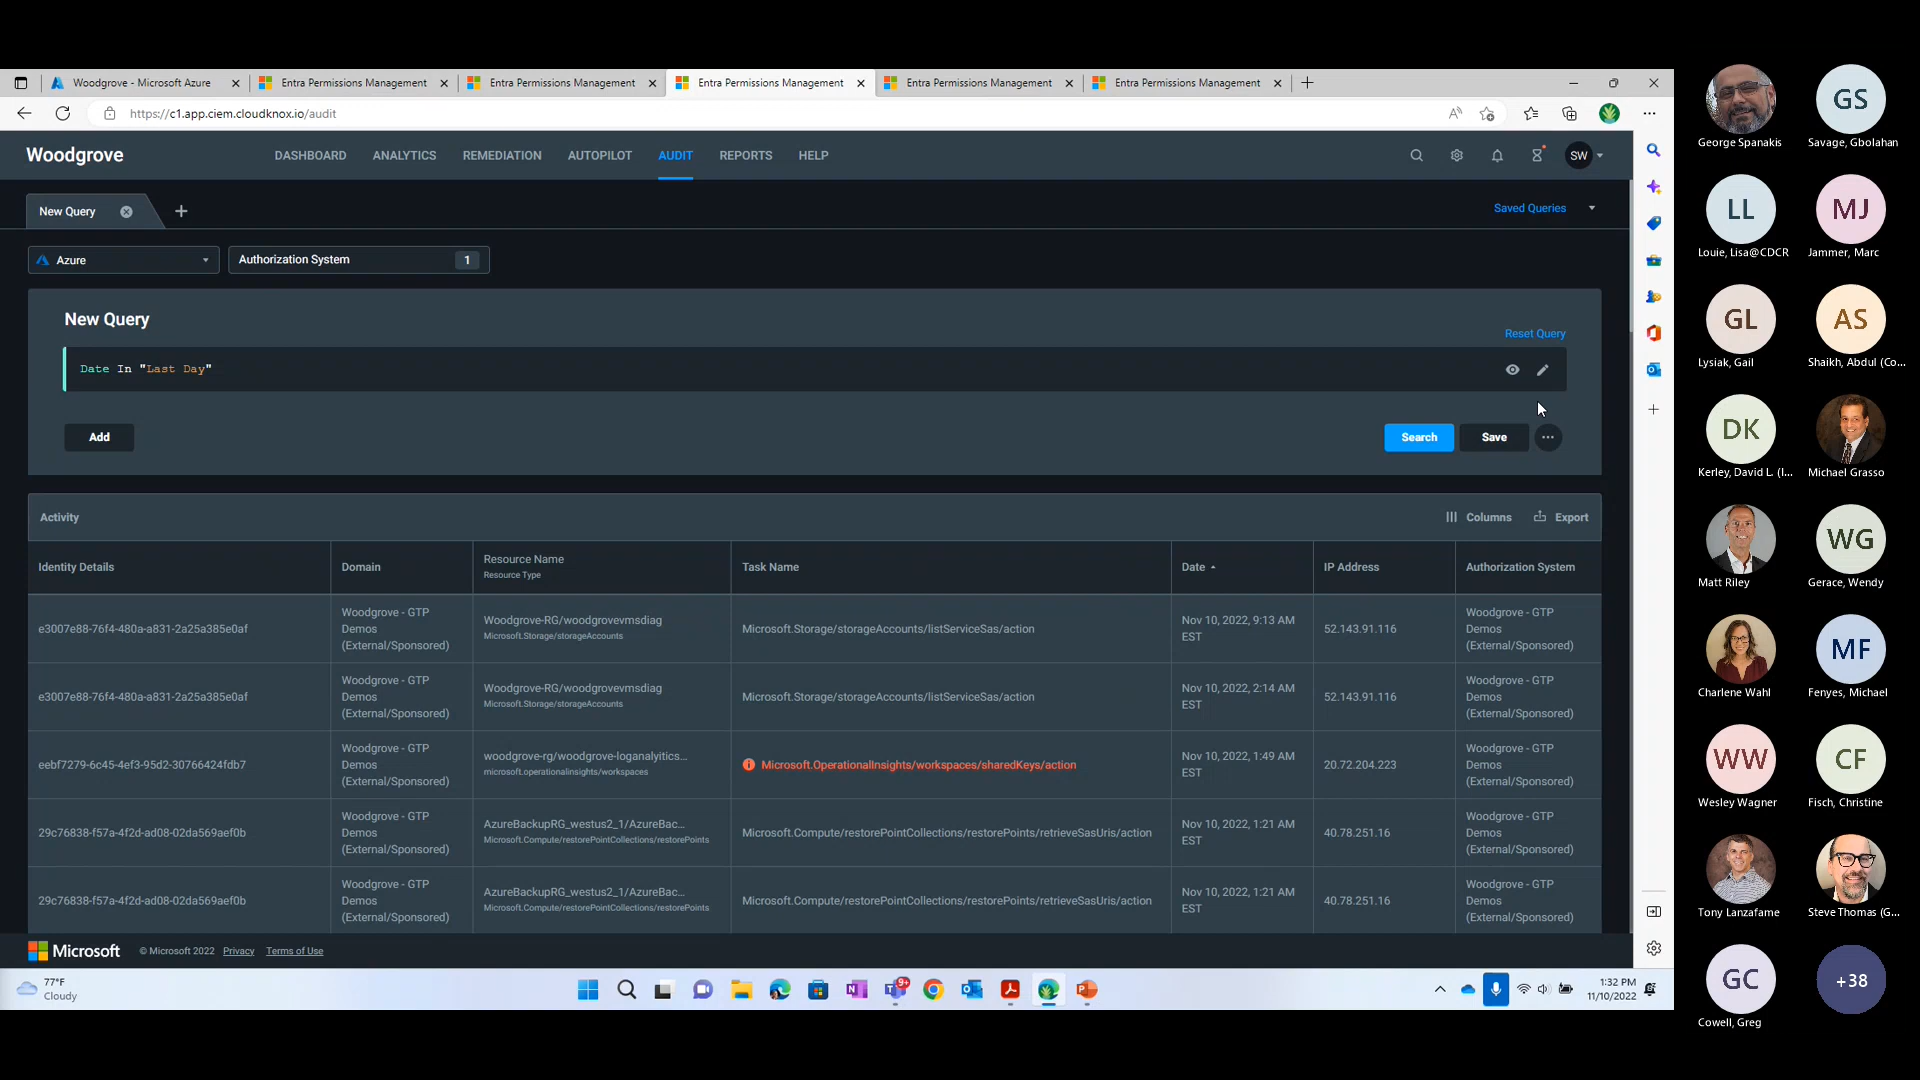 Woodgrove - Microsoft Azure
Entra Permissions Management
Entra Permissions Management
Entra Permissions Management
Entra Permissions Management
Entra Permissions Management
https://c1.app.ciem.cloudknox.io/audit
Woodgrove
DASHBOARD ANALYTICS REMEDIATION AUTOPILOT AUDIT REPORTS HELP
SW
New Query
Saved Queries
Azure
Authorization System 1
New Query
Reset Query
Date In "Last Day"
Add
Search Save
Activity
Columns Export
Identity Details
Domain
Resource Name
Resource Type
Task Name
Date
IP Address
Authorization System
e3007e88-76f4-480a-a831-2a25a385e0af
Woodgrove - GTP
Demos
(External/Sponsored)
Woodgrove-RG/woodgrovevmsdiag
Microsoft.Storage/storageAccounts
Microsoft.Storage/storageAccounts/listServiceSas/action
Nov 10, 2022, 9:13 AM
EST
52.143.91.116
Woodgrove - GTP
Demos
(External/Sponsored)
e3007e88-76f4-480a-a831-2a25a385e0af
Woodgrove - GTP
Demos
(External/Sponsored)
Woodgrove-RG/woodgrovevmsdiag
Microsoft.Storage/storageAccounts
Microsoft.Storage/storageAccounts/listServiceSas/action
Nov 10, 2022, 2:14 AM
EST
52.143.91.116
Woodgrove - GTP
Demos
(External/Sponsored)
eebf7279-6c45-4ef3-95d2-30766424fdb7
Woodgrove - GTP
Demos
(External/Sponsored)
woodgrove-rg/woodgrove-loganalyitics...
microsoft.operationalinsights/workspaces
Microsoft.OperationalInsights/workspaces/sharedKeys/action
Nov 10, 2022, 1:49 AM
EST
20.72.204.223
Woodgrove - GTP
Demos
(External/Sponsored)
29c76838-f57a-4f2d-ad08-02da569aef0b
Woodgrove - GTP
Demos
(External/Sponsored)
AzureBackupRG_westus2_1/AzureBac...
Microsoft.Compute/restorePointCollections/restorePoints
Microsoft.Compute/restorePointCollections/restorePoints/retrieveSasUris/action
Nov 10, 2022, 1:21 AM
EST
40.78.251.16
Woodgrove - GTP
Demos
(External/Sponsored)
29c76838-f57a-4f2d-ad08-02da569aef0b
Woodgrove - GTP
Demos
(External/Sponsored)
AzureBackupRG_westus2_1/AzureBac...
Microsoft.Compute/restorePointCollections/restorePoints
Microsoft.Compute/restorePointCollections/restorePoints/retrieveSasUris/action
Nov 10, 2022, 1:21 AM
EST
40.78.251.16
Woodgrove - GTP
Demos
(External/Sponsored)
Microsoft
© Microsoft 2022 Privacy Terms of Use
77°F
Cloudy
9+
1:32 PM
11/10/2022
George Spanakis
GS
Savage, Gbolahan
LL
Louie, Lisa@CDCR
MJ
Jammer, Marc
GL
Lysiak, Gail
AS
Shaikh, Abdul (Co...
DK
Kerley, David L. (I...
Michael Grasso
Matt Riley
WG
Gerace, Wendy
Charlene Wahl
MF
Fenyes, Michael
WW
Wesley Wagner
CF
Fisch, Christine
Tony Lanzafame
Steve Thomas (G...
GC
Cowell, Greg
+38